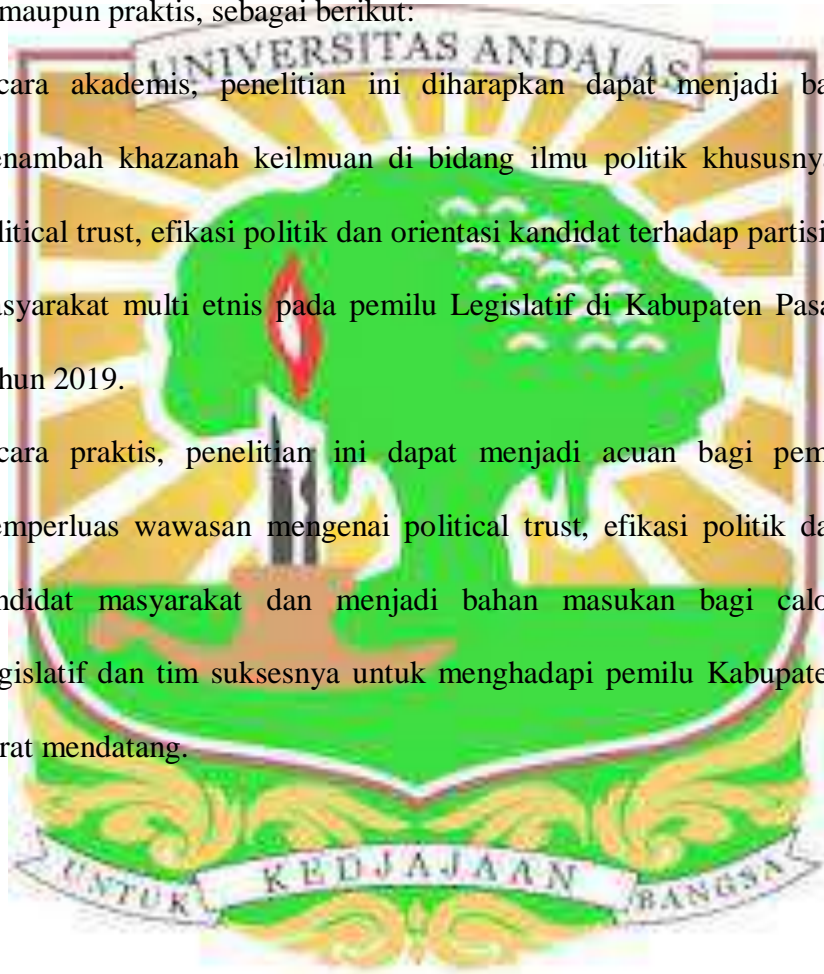 maupun praktis, sebagai berikut:
UNIVERSITAS ANDALAS
cara akademis, penelitian ini diharapkan dapat menjadi ba
enambah khazanah keilmuan di bidang ilmu politik khususnya
litical trust, efikasi politik dan orientasi kandidat terhadap partisi
asyarakat multi etnis pada pemilu Legislatif di Kabupaten Pasa
ahun 2019.
cara praktis, penelitian ini dapat menjadi acuan bagi pem
emperluas wawasan mengenai political trust, efikasi politik da
ndidat masyarakat dan menjadi bahan masukan bagi calo
gislatif dan tim suksesnya untuk menghadapi pemilu Kabupate
rat mendatang.
UNTUK KEDJAJAAN BANGSA